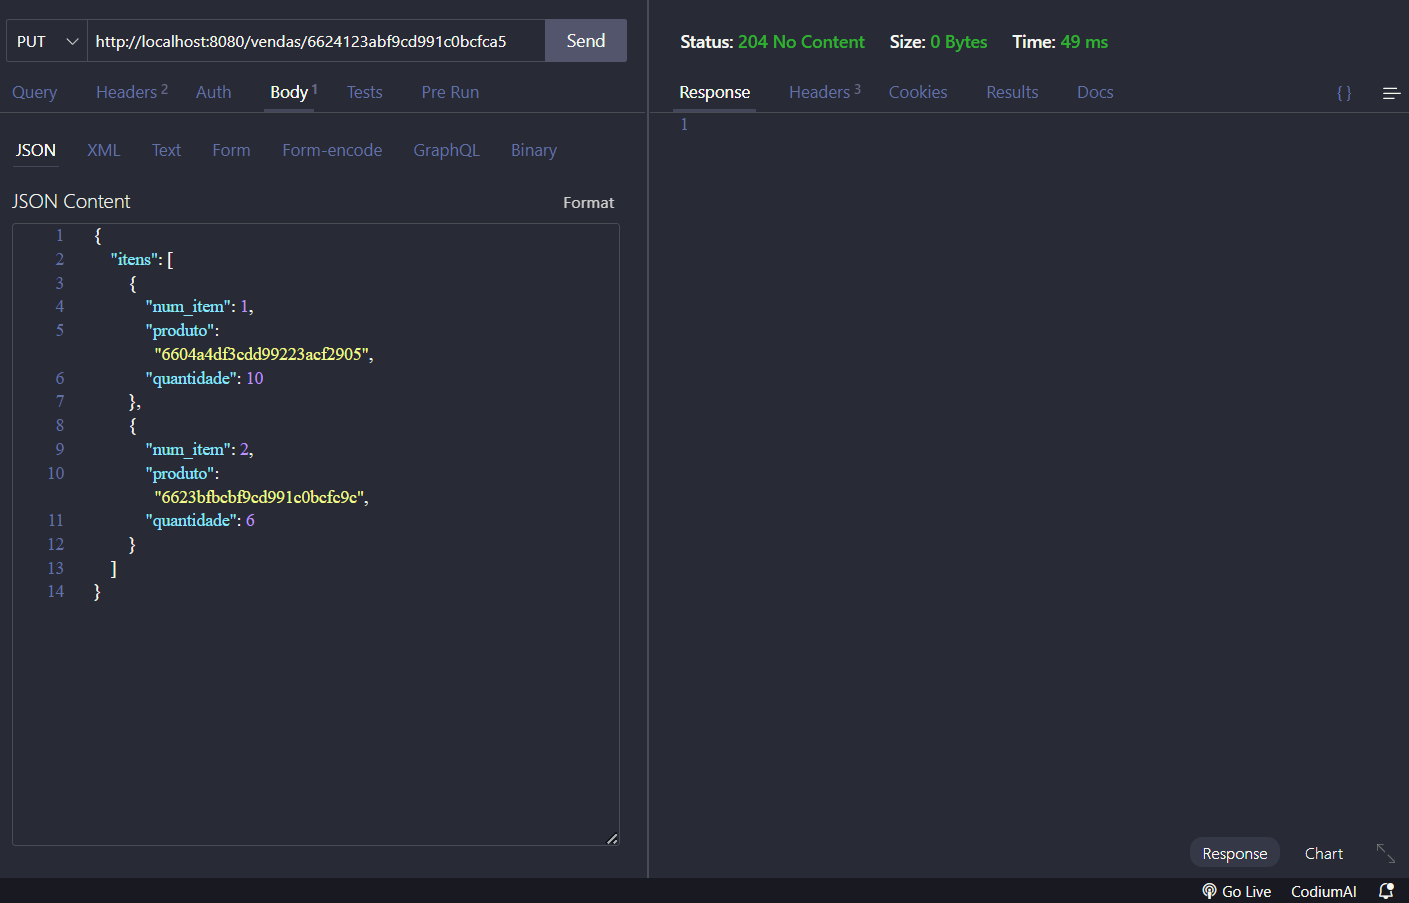 PUT http://localhost:8080/vendas/6624123abf9cd991c0bcfca5 Send
Query Headers 2 Auth Body 1 Tests Pre Run
JSON XML Text Form Form-encode GraphQL Binary
JSON Content Format
1 {
2 "itens": [
3 {
4 "num_item": 1,
5 "produto":
"6604a4df3cdd99223acf2905",
6 "quantidade": 10
7 },
8 {
9 "num_item": 2,
10 "produto":
"6623bfbcbf9cd991c0bcfc9c",
11 "quantidade": 6
12 }
13 ]
14 }
Status: 204 No Content Size: 0 Bytes Time: 49 ms
Response Headers 3 Cookies Results Docs { }
1
Response Chart
Go Live CodiumAI